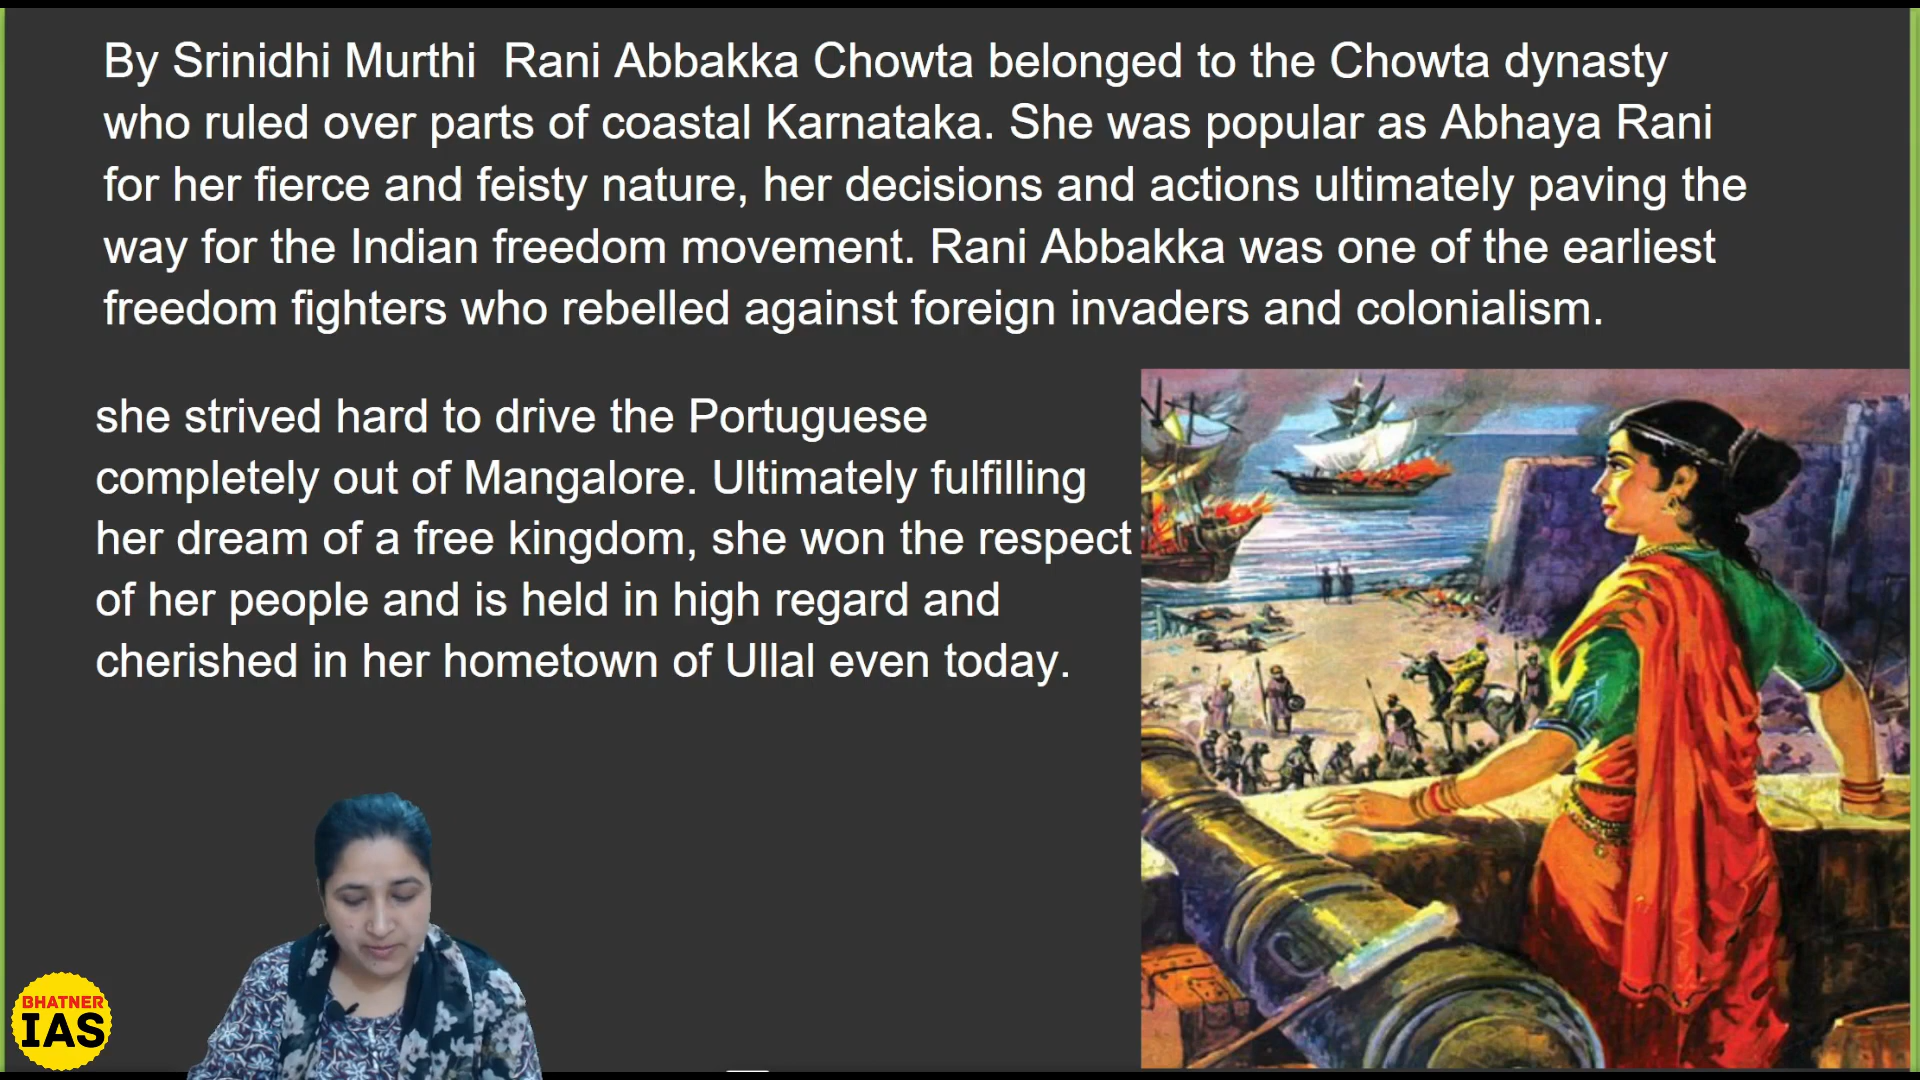 By Srinidhi Murthi  Rani Abbakka Chowta belonged to the Chowta dynasty
who ruled over parts of coastal Karnataka. She was popular as Abhaya Rani
for her fierce and feisty nature, her decisions and actions ultimately paving the
way for the Indian freedom movement. Rani Abbakka was one of the earliest
freedom fighters who rebelled against foreign invaders and colonialism.
she strived hard to drive the Portuguese
completely out of Mangalore. Ultimately fulfilling
her dream of a free kingdom, she won the respect
of her people and is held in high regard and
cherished in her hometown of Ullal even today.
BHATNER
IAS